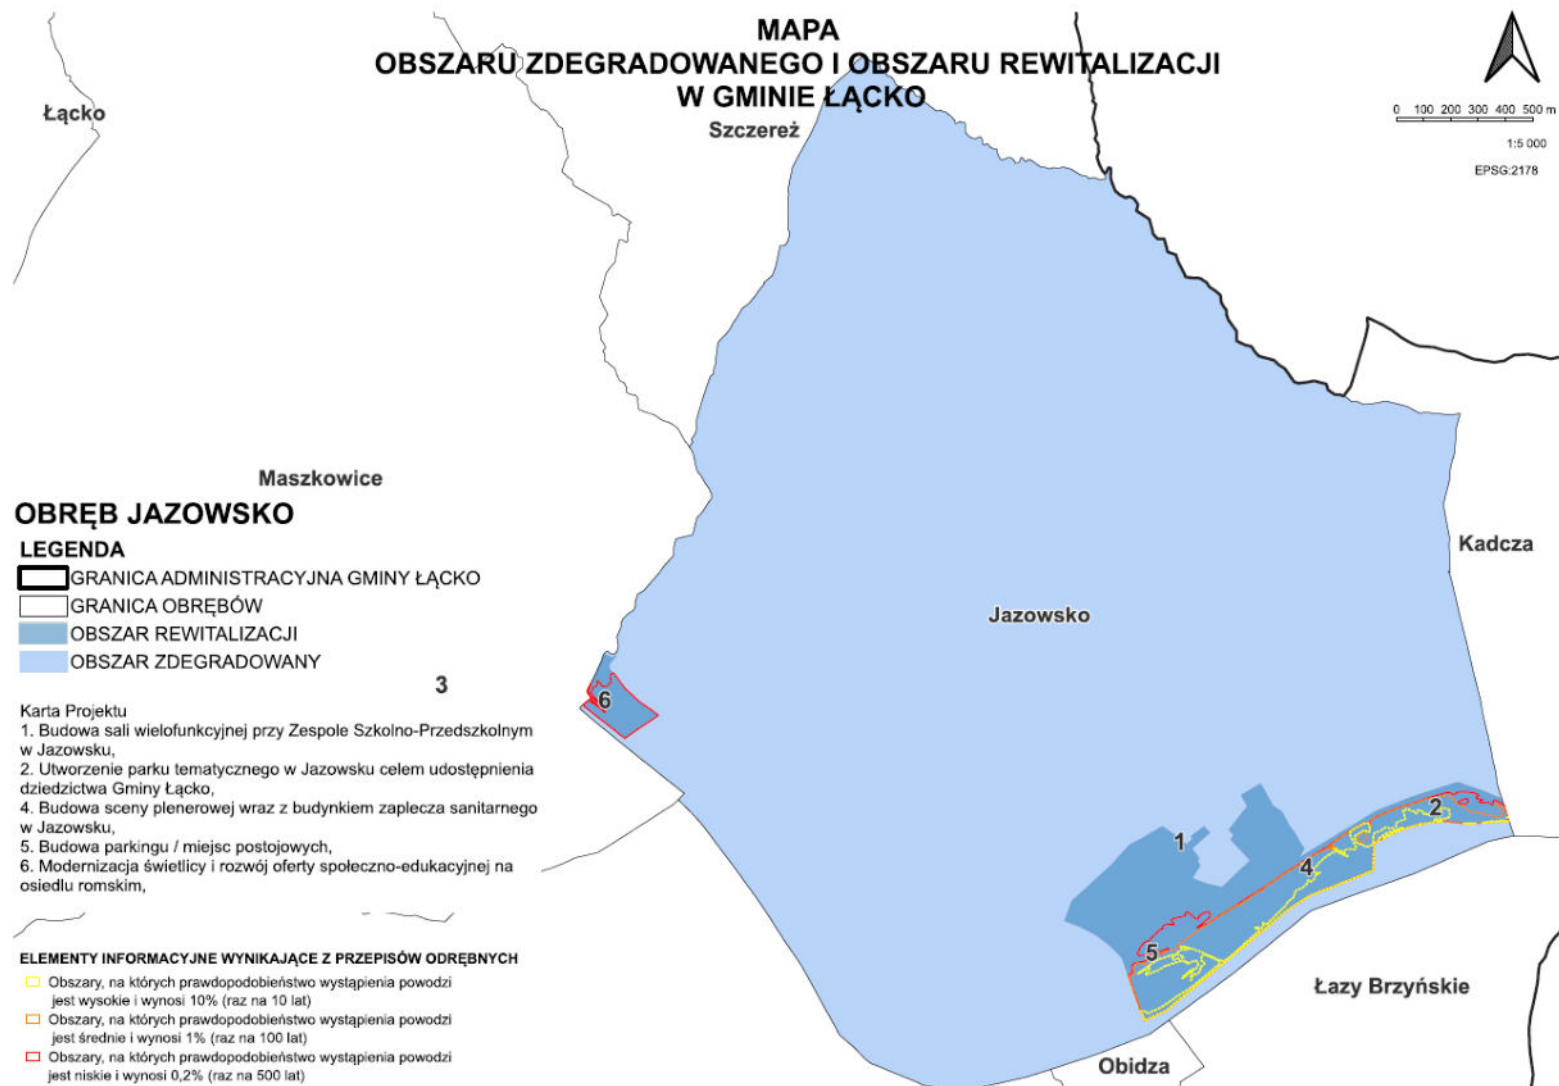 MAPA
OBSZARU ZDEGRADOWANEGO I OBSZARU REWITALIZACJI
W GMINIE ŁĄCKO
Łącko
Szczereż
0 100 200 300 400 500 m
1:5 000
EPSG:2178
Maszkowice
OBRĘB JAZOWSKO
LEGENDA
GRANICA ADMINISTRACYJNA GMINY ŁĄCKO
GRANICA OBRĘBÓW
OBSZAR REWITALIZACJI
OBSZAR ZDEGRADOWANY
Kadcza
Jazowsko
3
6
Karta Projektu
1. Budowa sali wielofunkcyjnej przy Zespole Szkolno-Przedszkolnym
w Jazowsku,
2. Utworzenie parku tematycznego w Jazowsku celem udostępnienia
dziedzictwa Gminy Łącko,
4. Budowa sceny plenerowej wraz z budynkiem zaplecza sanitarnego
w Jazowsku,
5. Budowa parkingu / miejsc postojowych,
6. Modernizacja świetlicy i rozwój oferty społeczno-edukacyjnej na
osiedlu romskim,
2
1
4
5
ELEMENTY INFORMACYJNE WYNIKAJĄCE Z PRZEPISÓW ODRĘBNYCH
Obszary, na których prawdopodobieństwo wystąpienia powodzi
jest wysokie i wynosi 10% (raz na 10 lat)
Obszary, na których prawdopodobieństwo wystąpienia powodzi
jest średnie i wynosi 1% (raz na 100 lat)
Obszary, na których prawdopodobieństwo wystąpienia powodzi
jest niskie i wynosi 0,2% (raz na 500 lat)
Łazy Brzyńskie
Obidza